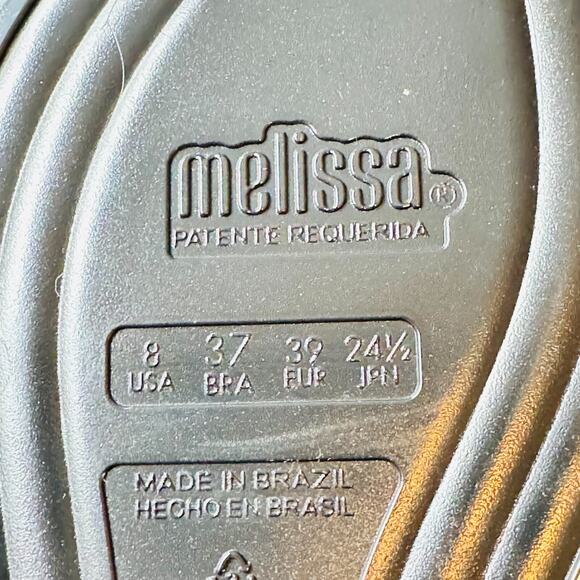 melissa®
PATENTE REQUERIDA
8 37 39 24½
USA BRA EUR JPN
MADE IN BRAZIL
HECHO EN BRASIL